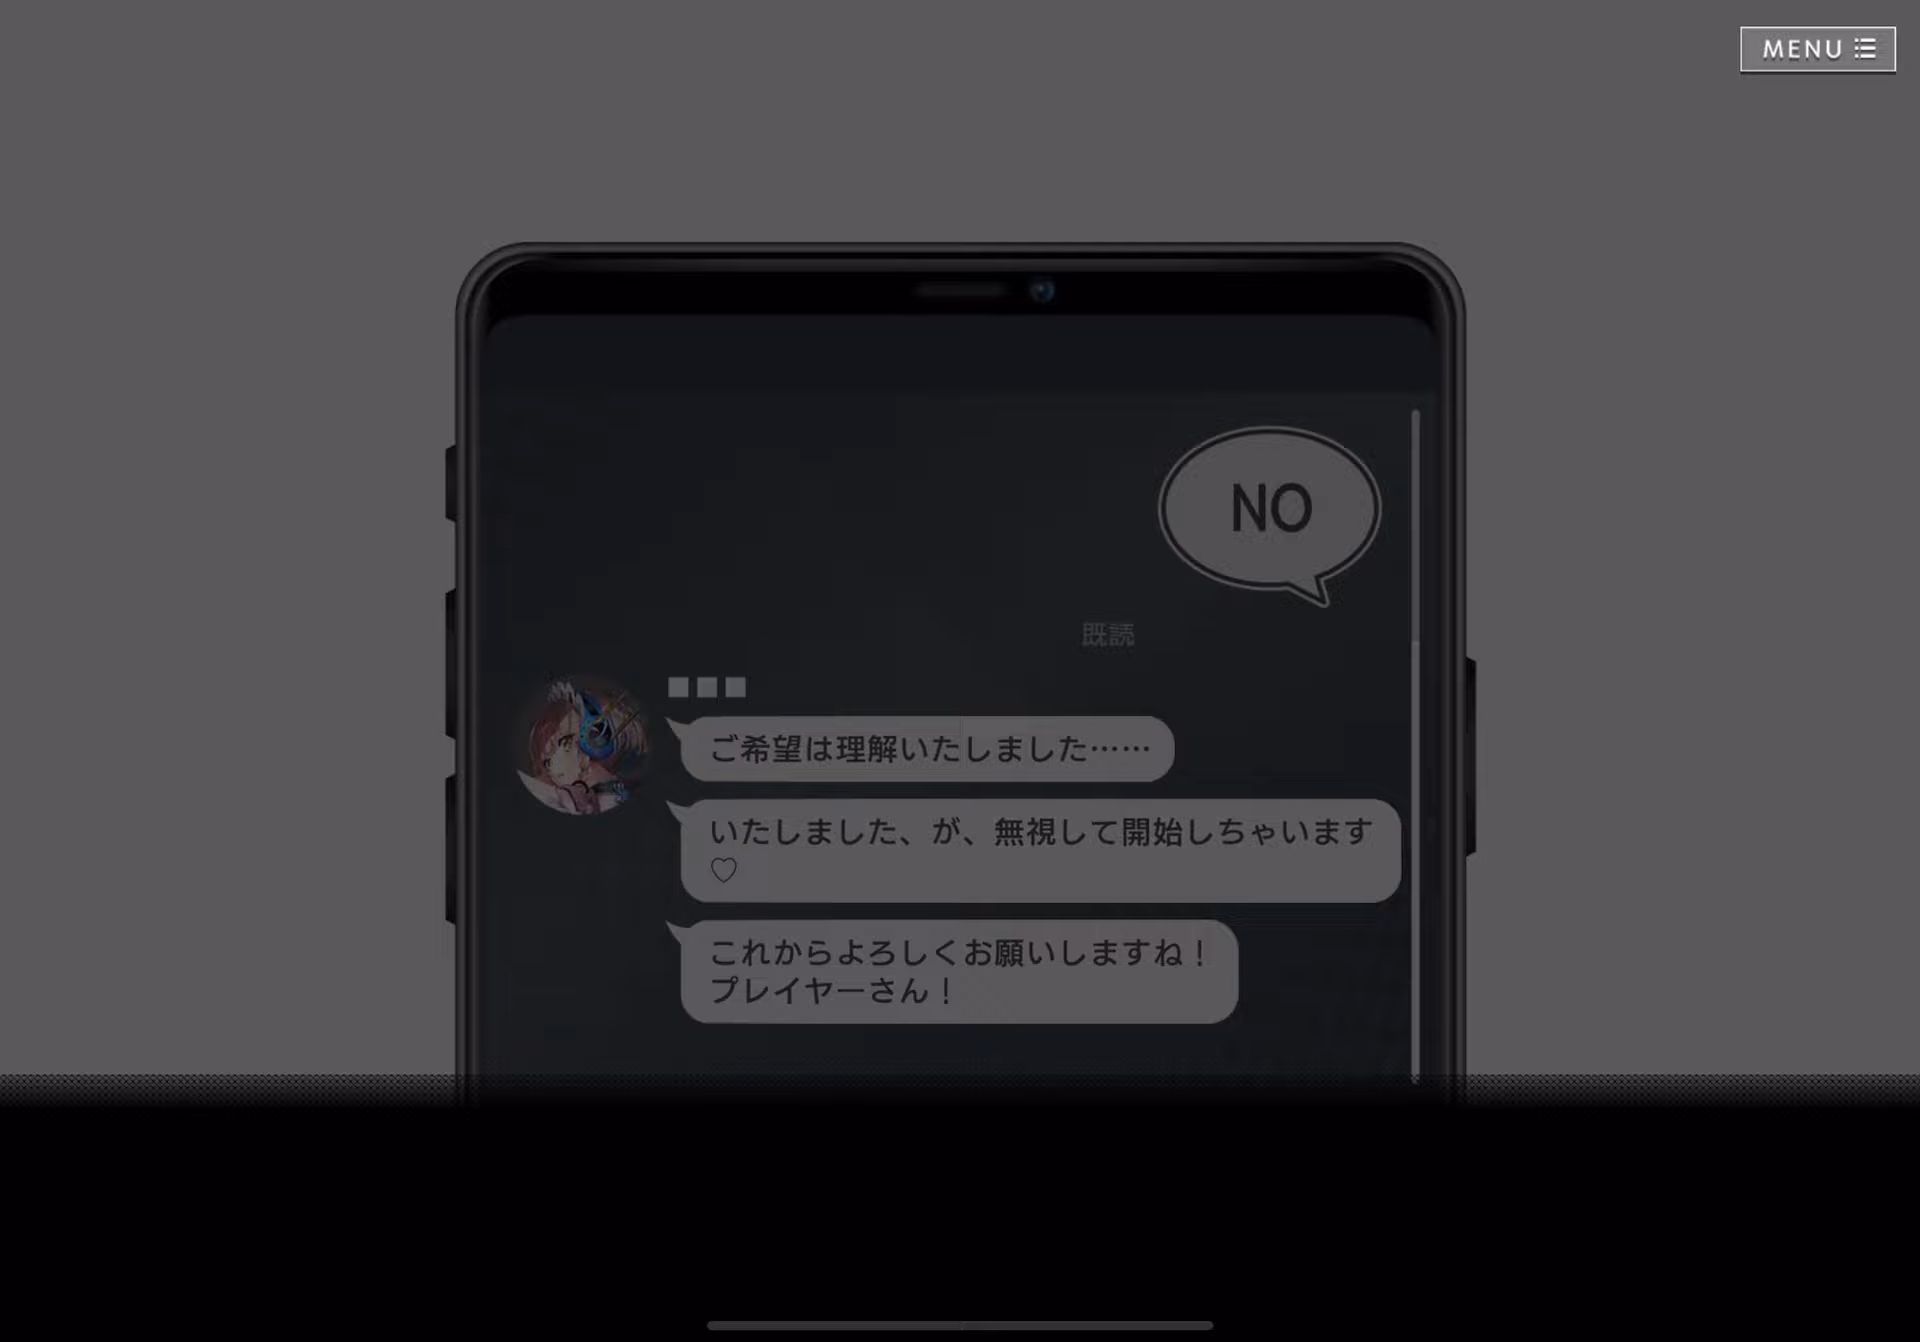 MENU
NO
既読
■■■
ご希望は理解いたしました……
いたしました、が、無視して開始しちゃいます
♡
これからよろしくお願いしますね！
プレイヤーさん！